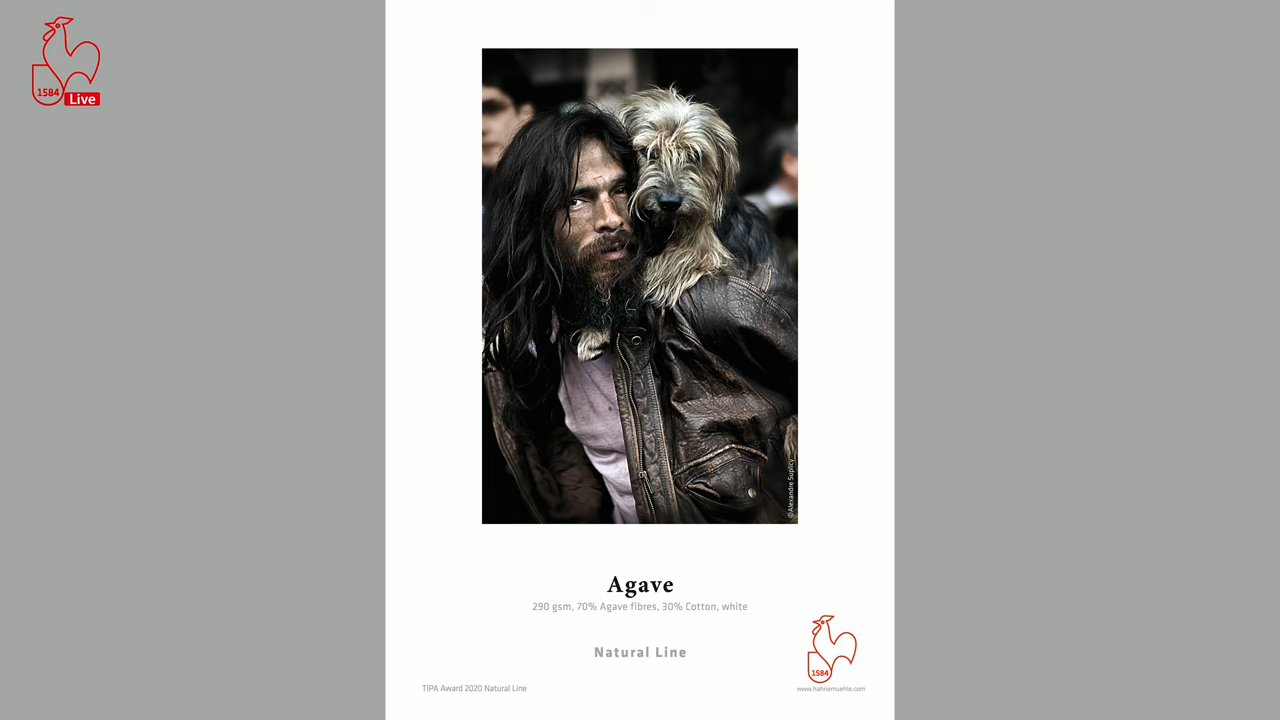 1584
Live
©Alexandre Suplicy
Agave
290 gsm, 70% Agave fibres, 30% Cotton, white
Natural Line
1584
TIPA Award 2020 Natural Line
www.hahnemuehle.com